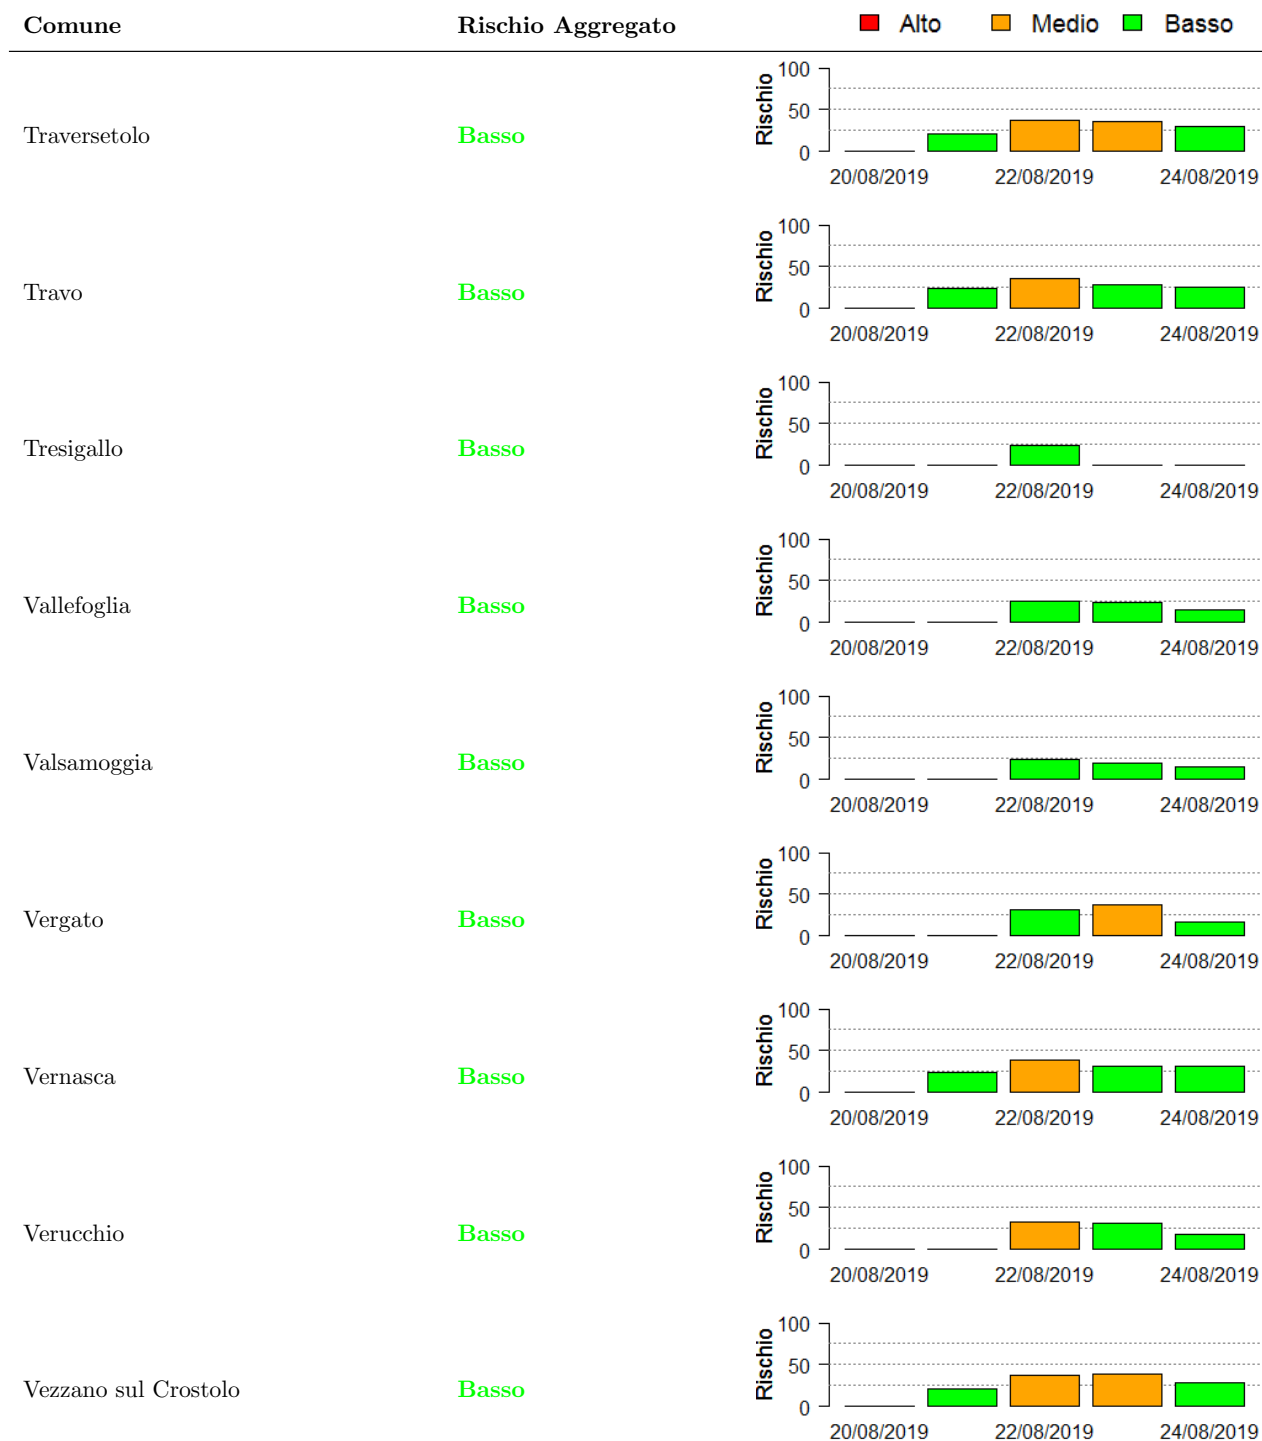 Comune Rischio Aggregato Alto Medio Basso
Traversetolo Basso Rischio 100 50 0
20/08/2019 22/08/2019 24/08/2019
Travo Basso Rischio 100 50 0
20/08/2019 22/08/2019 24/08/2019
Tresigallo Basso Rischio 100 50 0
20/08/2019 22/08/2019 24/08/2019
Vallefoglia Basso Rischio 100 50 0
20/08/2019 22/08/2019 24/08/2019
Valsamoggia Basso Rischio 100 50 0
20/08/2019 22/08/2019 24/08/2019
Vergato Basso Rischio 100 50 0
20/08/2019 22/08/2019 24/08/2019
Vernasca Basso Rischio 100 50 0
20/08/2019 22/08/2019 24/08/2019
Verucchio Basso Rischio 100 50 0
20/08/2019 22/08/2019 24/08/2019
Vezzano sul Crostolo Basso Rischio 100 50 0
20/08/2019 22/08/2019 24/08/2019